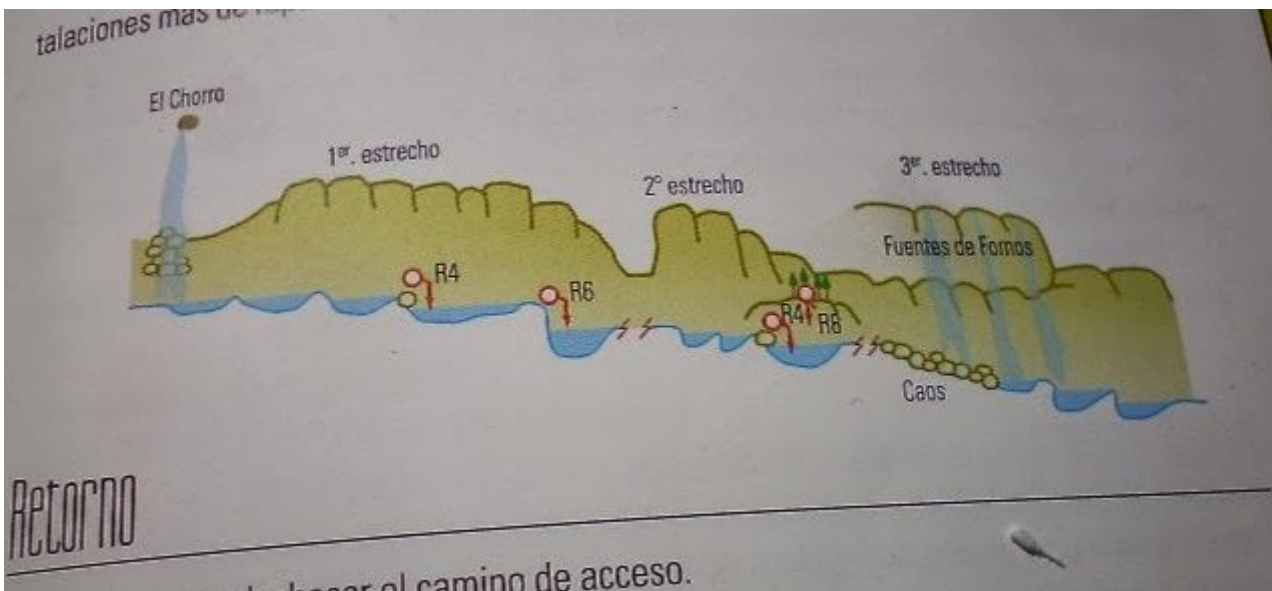 talaciones más de
El Chorro
1er. estrecho
2º estrecho
3er. estrecho
Fuentes de Fornos
R4
R6
R4
R8
Caos
Retorno
el camino de acceso.